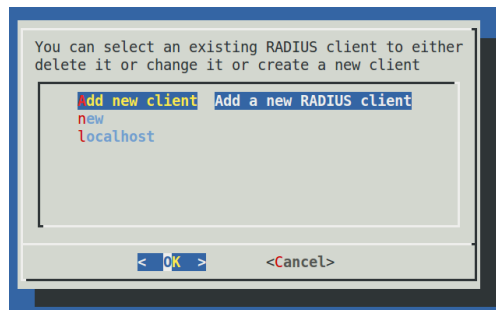 You can select an existing RADIUS client to either
delete it or change it or create a new client
Add new client  Add a new RADIUS client
new
localhost
<  OK  >        <Cancel>